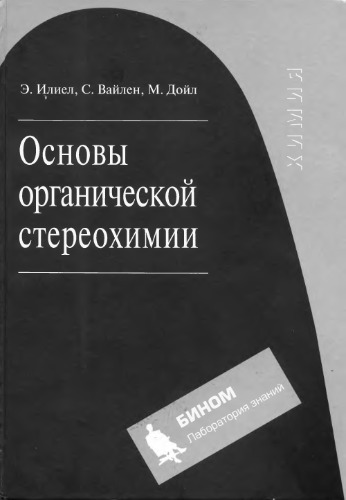 Э. Илиел, С. Вайлен, М. Дойл
ХИМИЯ
Основы
органической
стереохимии
БИНОМ
Лаборатория знаний